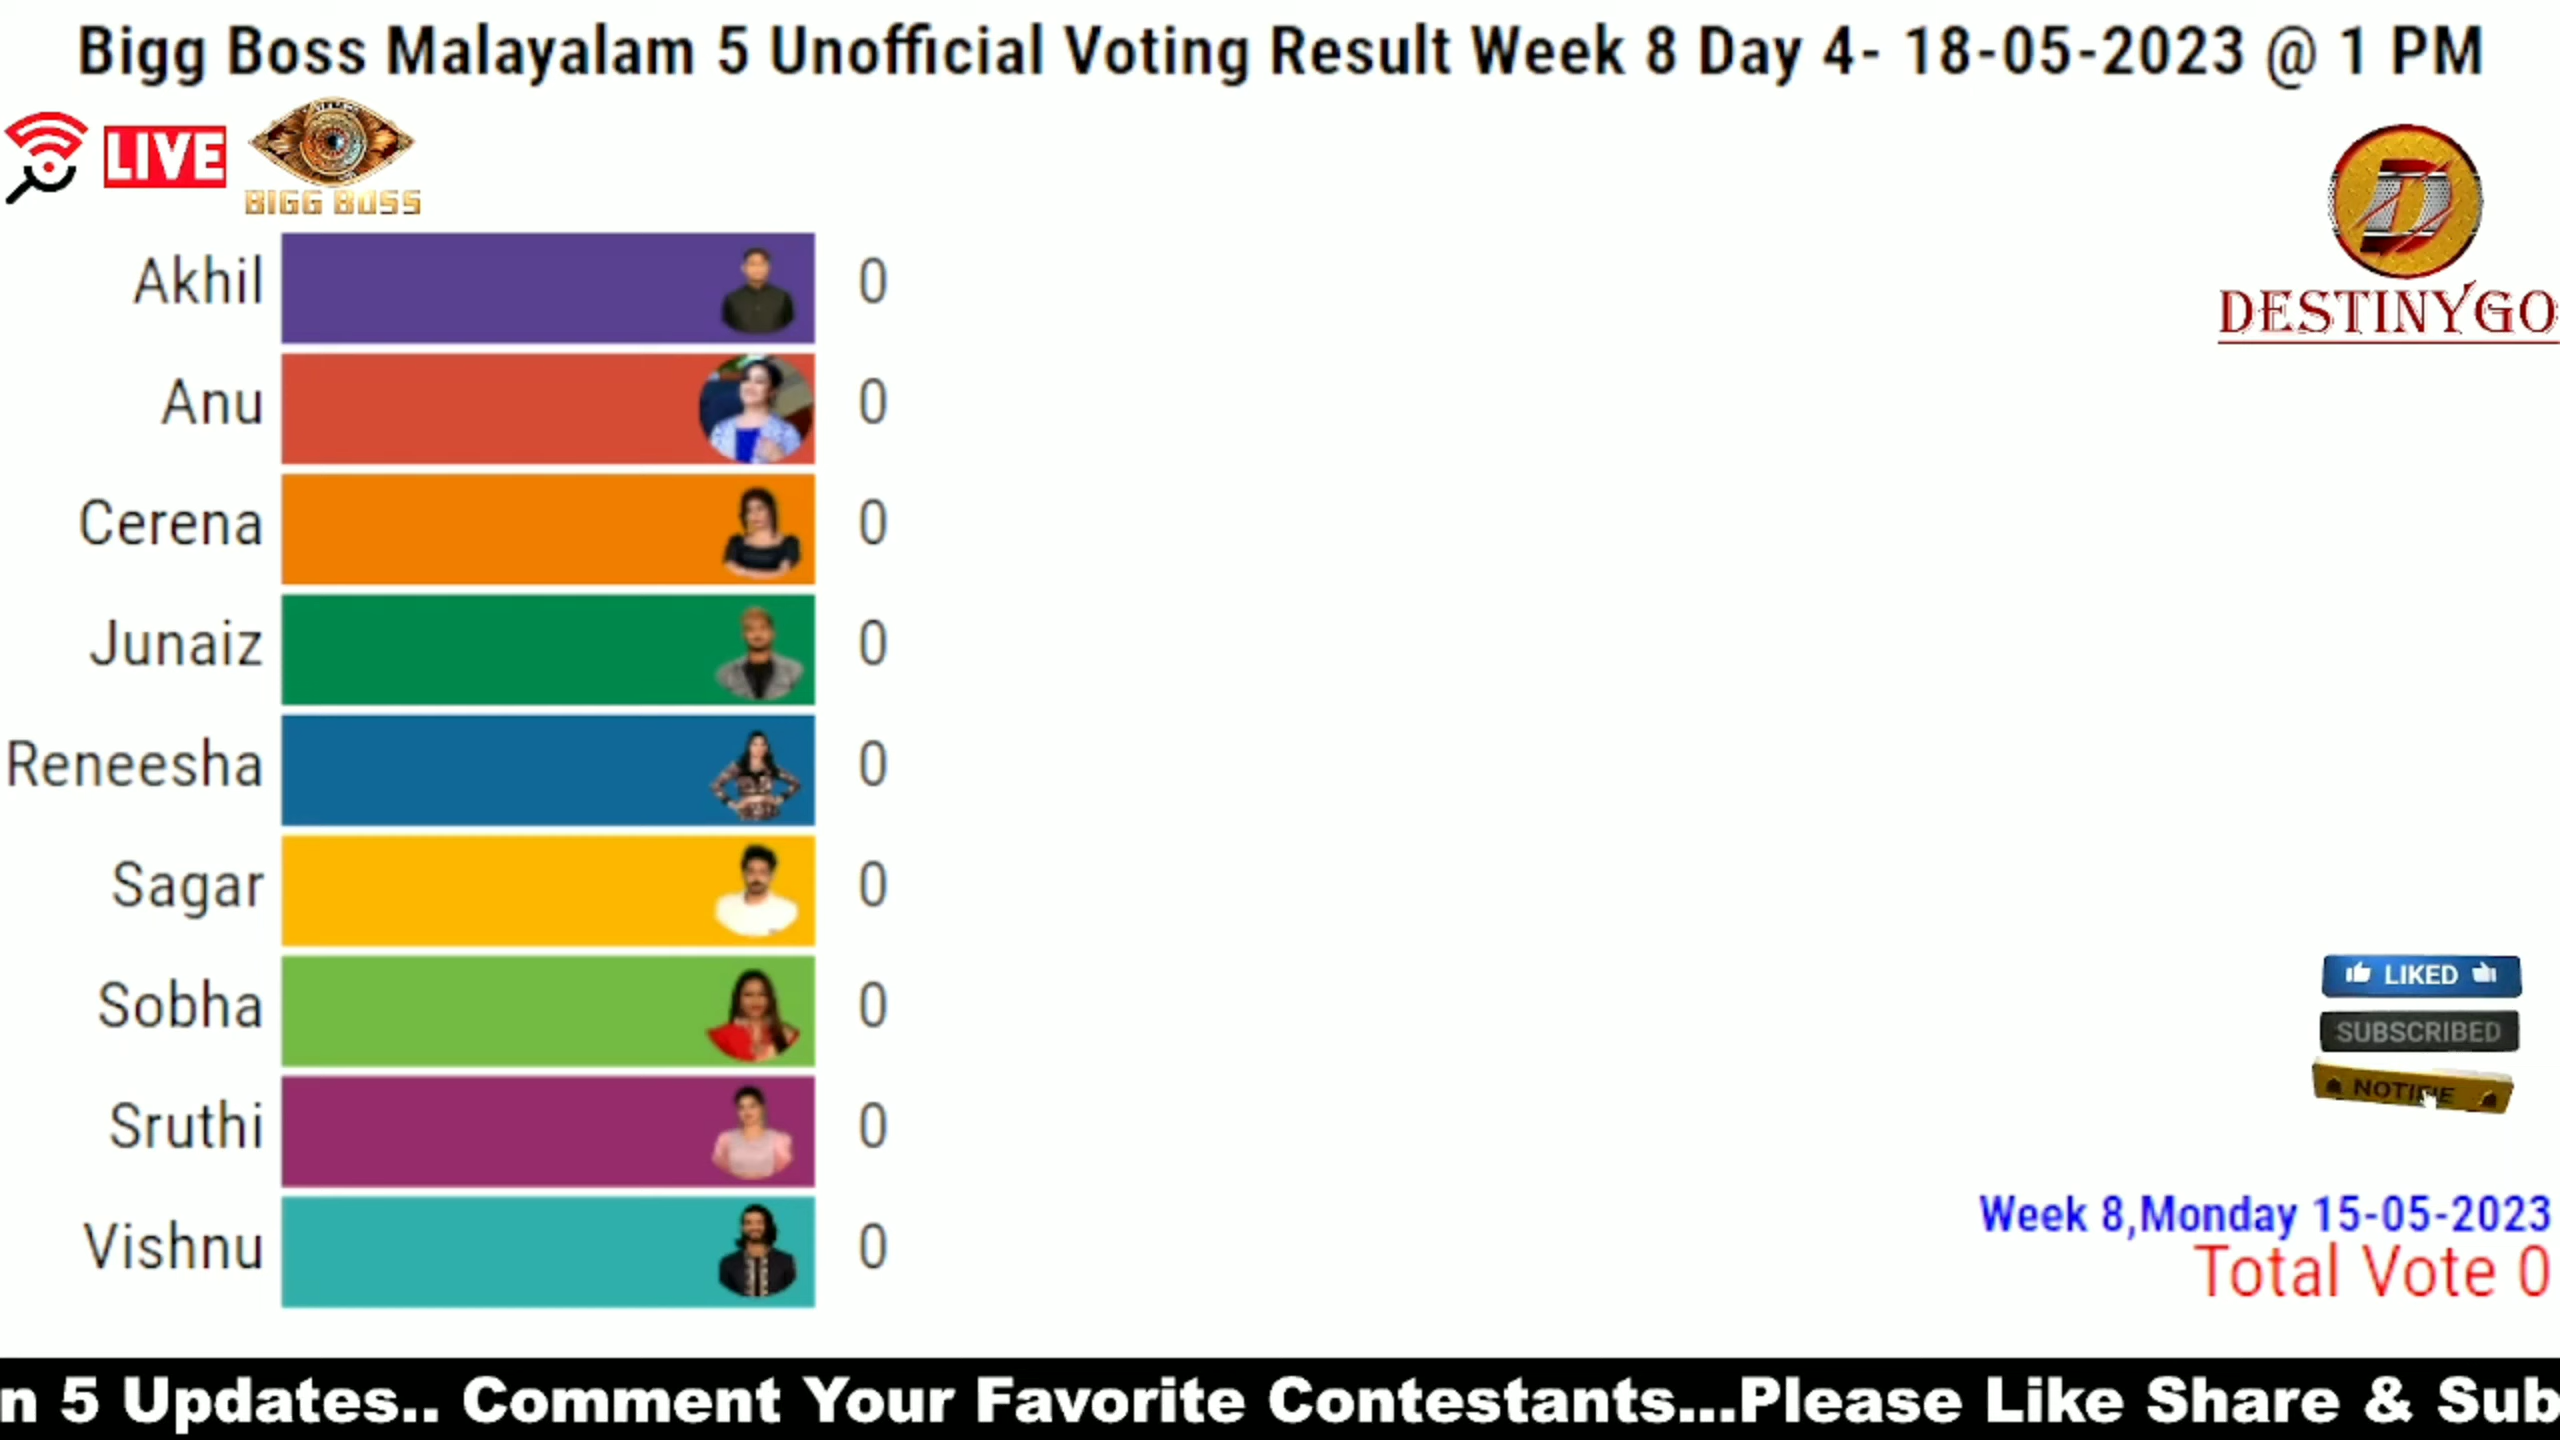 Bigg Boss Malayalam 5 Unofficial Voting Result Week 8 Day 4- 18-05-2023 @ 1 PM
LIVE
BIGG BOSS
DESTINYGO
Akhil 0
Anu 0
Cerena 0
Junaiz 0
Reneesha 0
Sagar 0
Sobha 0
Sruthi 0
Vishnu 0
LIKED
SUBSCRIBED
NOTIFIE
Week 8,Monday 15-05-2023
Total Vote 0
n 5 Updates.. Comment Your Favorite Contestants...Please Like Share & Sub